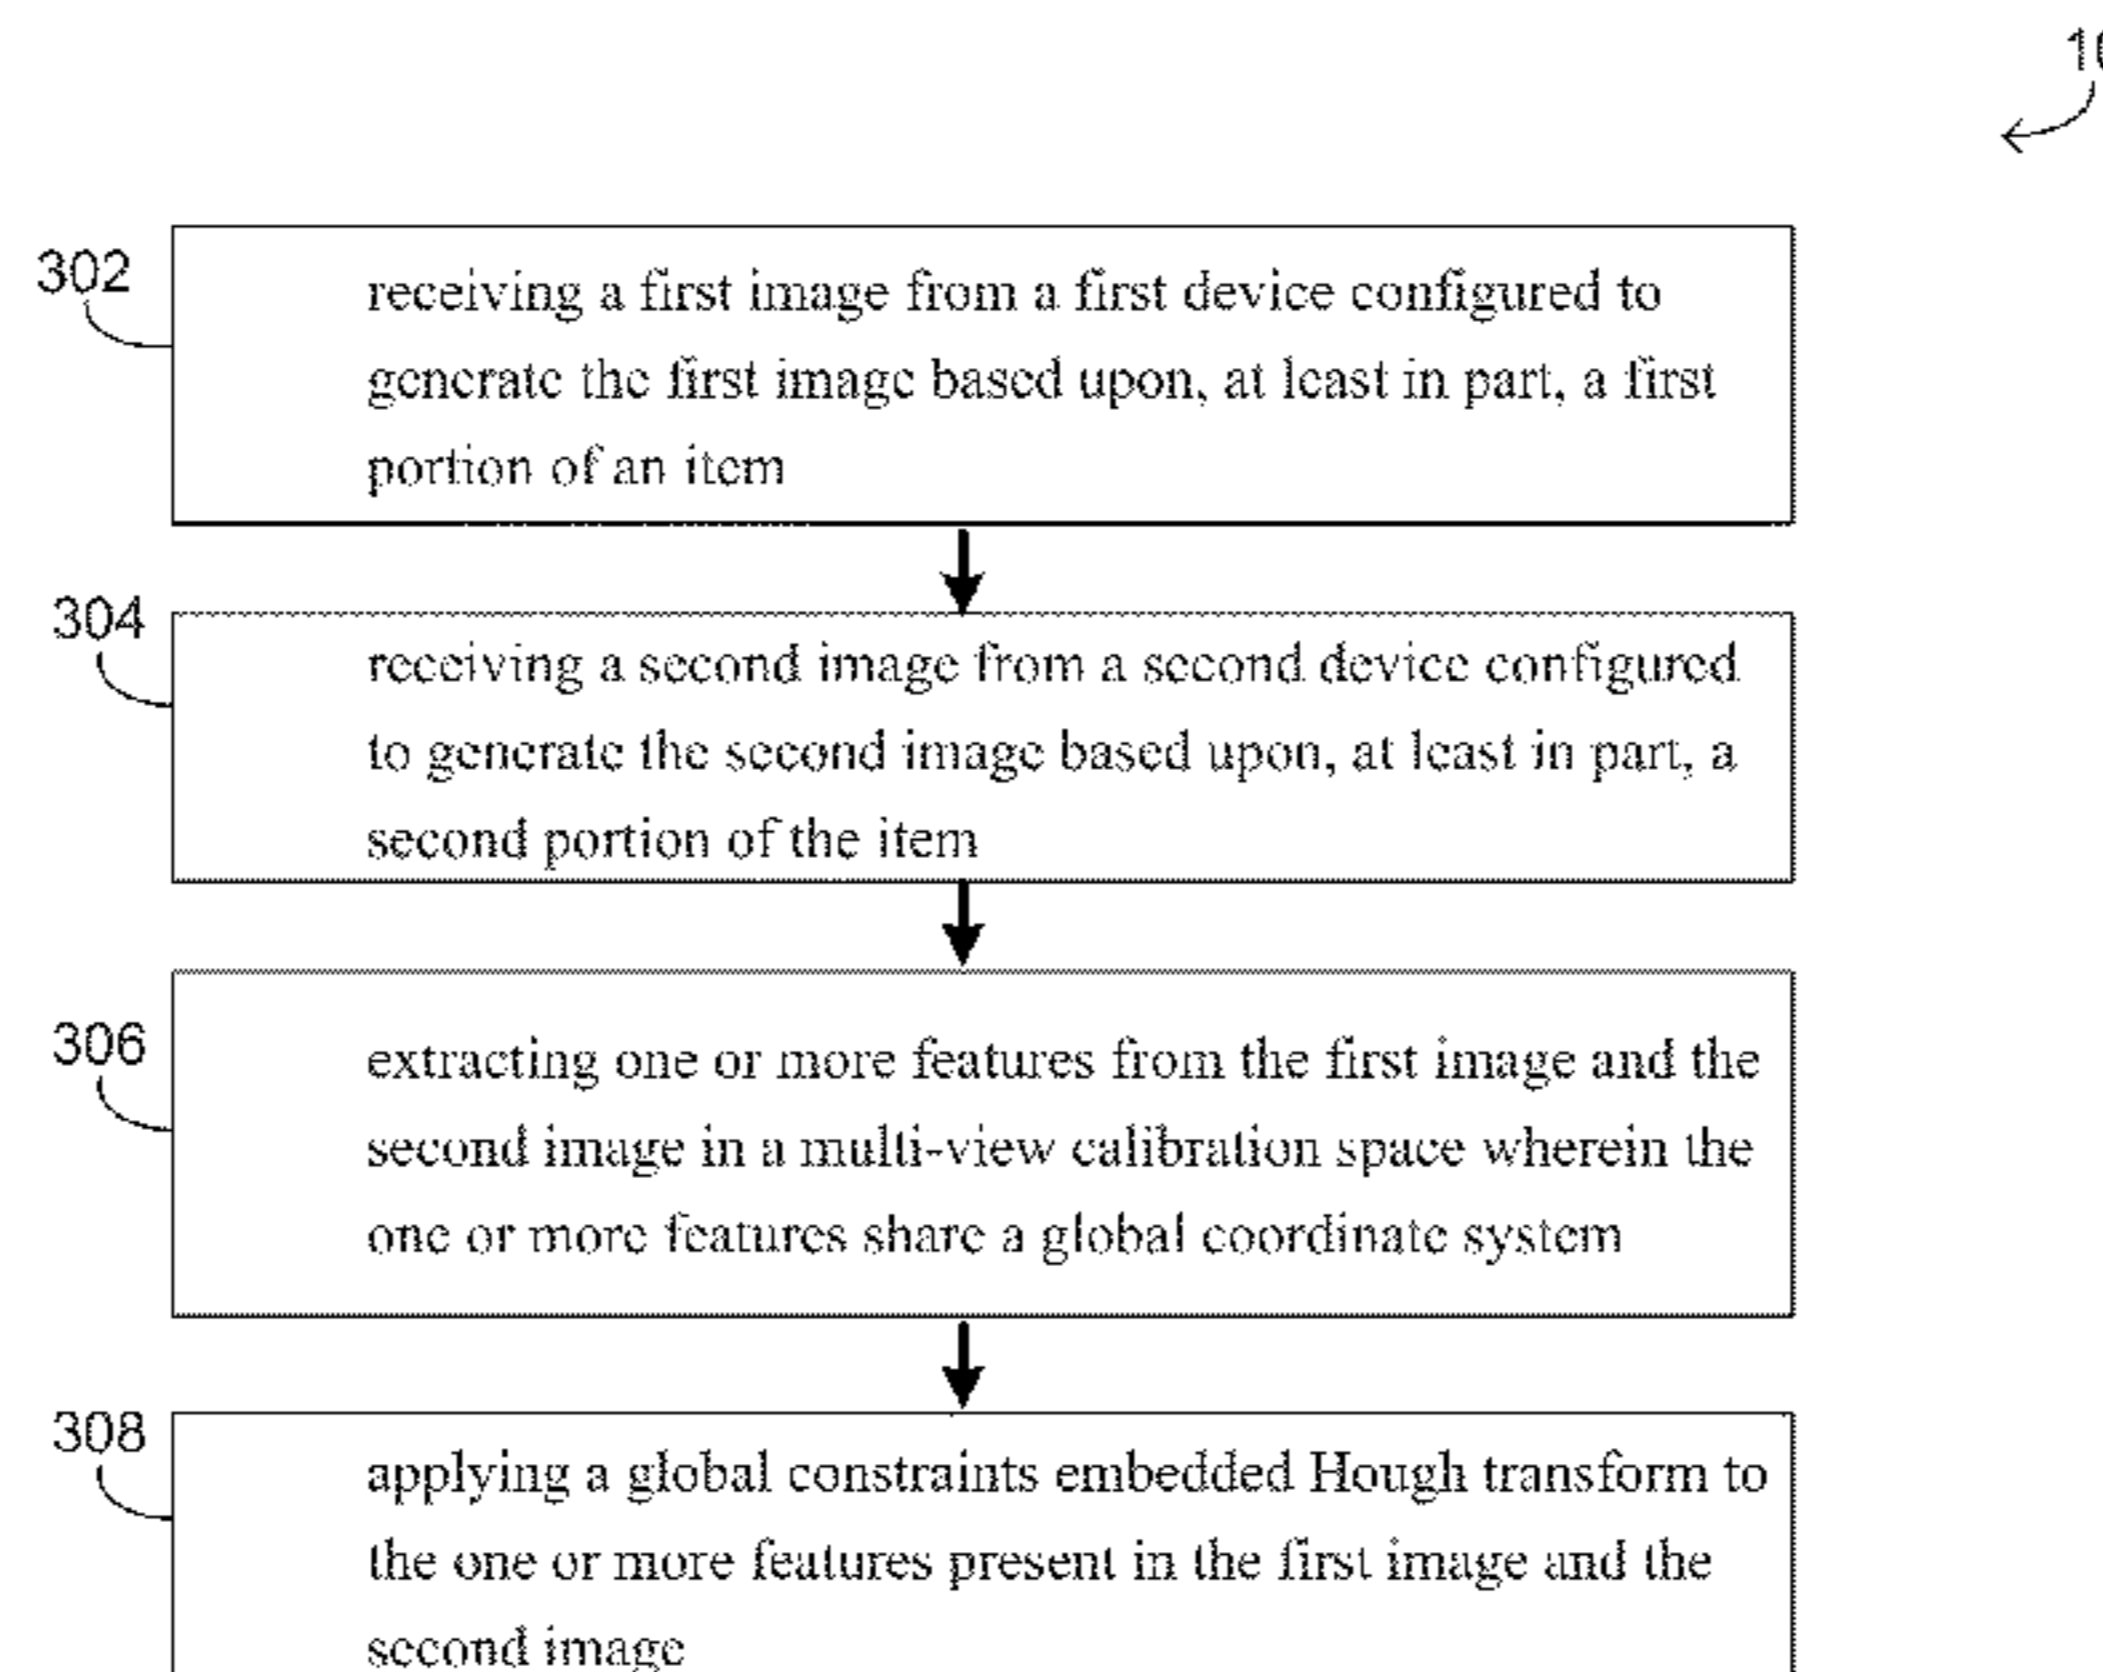 302
receiving a first image from a first device configured to
generate the first image based upon, at least in part, a first
portion of an item
304
receiving a second image from a second device configured
to generate the second image based upon, at least in part, a
second portion of the item
306
extracting one or more features from the first image and the
second image in a multi-view calibration space wherein the
one or more features share a global coordinate system
308
applying a global constraints embedded Hough transform to
the one or more features present in the first image and the
second image